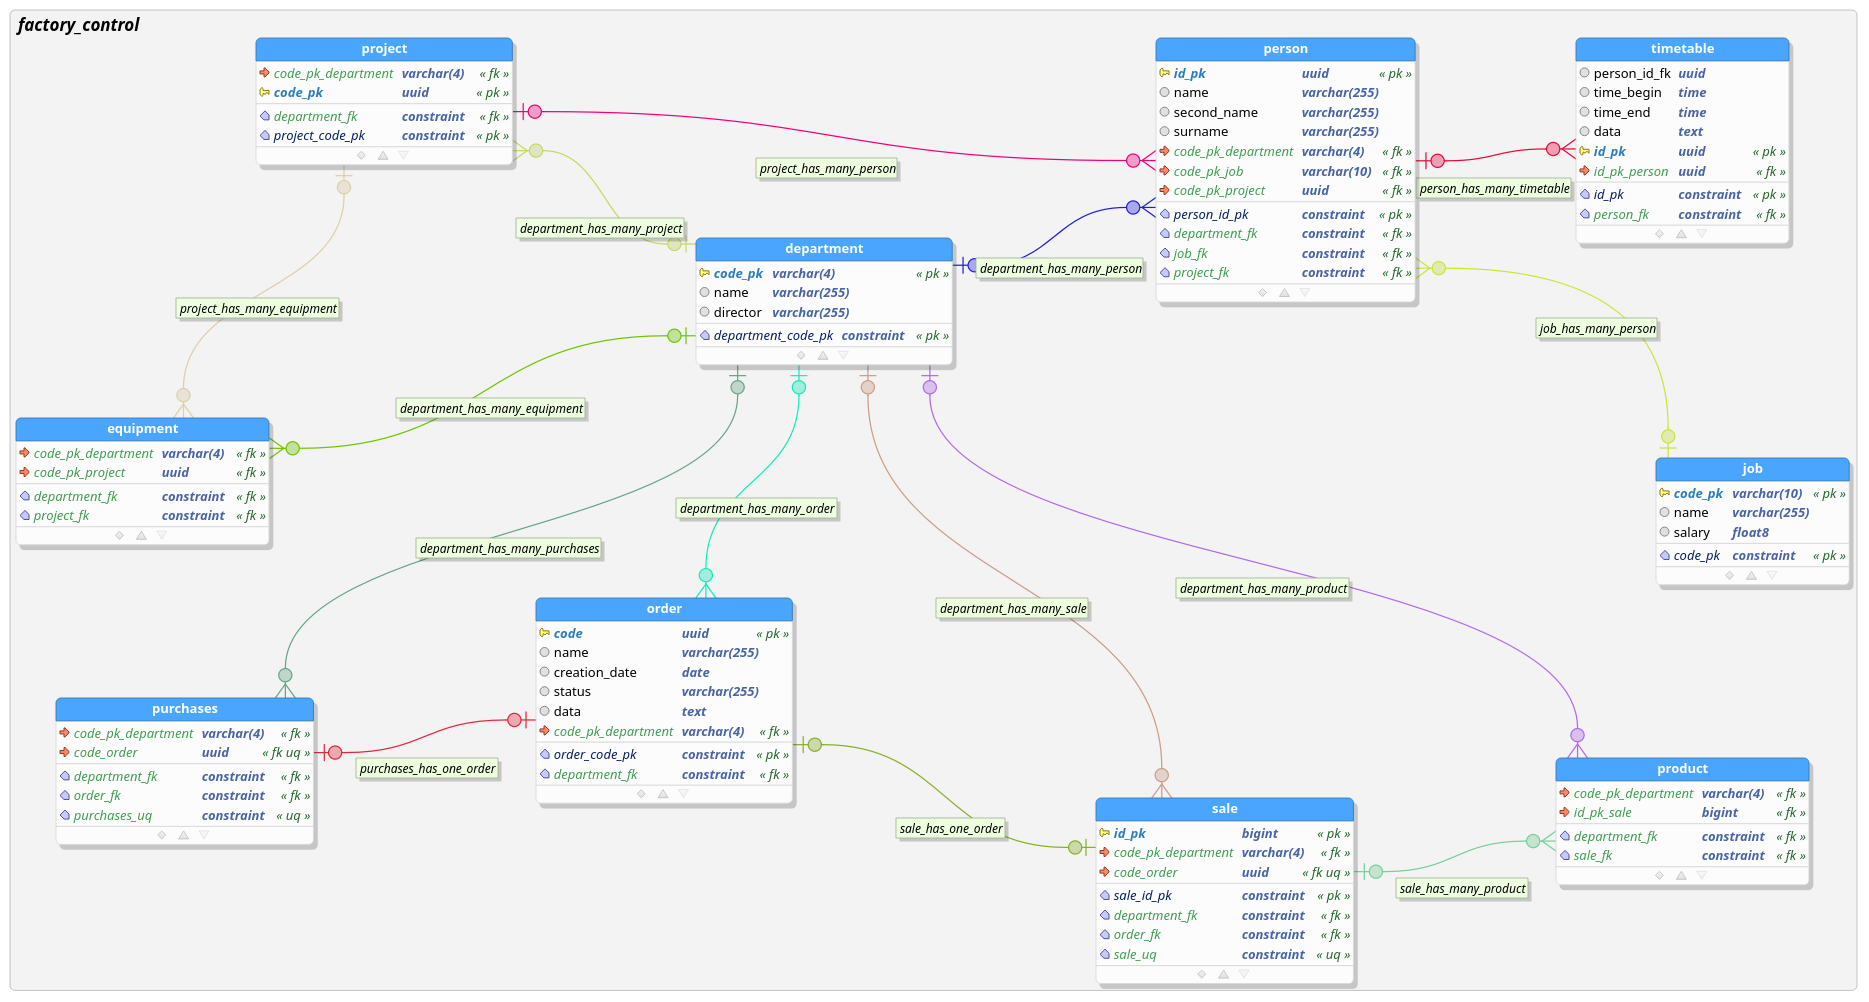 factory_control
project
code_pk_department varchar(4) « fk »
code_pk uuid « pk »
department_fk constraint « fk »
project_code_pk constraint « pk »
person
id_pk uuid « pk »
name varchar(255)
second_name varchar(255)
surname varchar(255)
code_pk_department varchar(4) « fk »
code_pk_job varchar(10) « fk »
code_pk_project uuid « fk »
person_id_pk constraint « pk »
department_fk constraint « fk »
job_fk constraint « fk »
project_fk constraint « fk »
timetable
person_id_fk uuid
time_begin time
time_end time
data text
id_pk uuid « pk »
id_pk_person uuid « fk »
id_pk constraint « pk »
person_fk constraint « fk »
project_has_many_person
person_has_many_timetable
department_has_many_project
department
code_pk varchar(4) « pk »
name varchar(255)
director varchar(255)
department_code_pk constraint « pk »
department_has_many_person
project_has_many_equipment
job_has_many_person
department_has_many_equipment
equipment
code_pk_department varchar(4) « fk »
code_pk_project uuid « fk »
department_fk constraint « fk »
project_fk constraint « fk »
job
code_pk varchar(10) « pk »
name varchar(255)
salary float8
code_pk constraint « pk »
department_has_many_order
department_has_many_purchases
department_has_many_product
department_has_many_sale
order
code uuid « pk »
name varchar(255)
creation_date date
status varchar(255)
data text
code_pk_department varchar(4) « fk »
order_code_pk constraint « pk »
department_fk constraint « fk »
purchases
code_pk_department varchar(4) « fk »
code_order uuid « fk uq »
department_fk constraint « fk »
order_fk constraint « fk »
purchases_uq constraint « uq »
purchases_has_one_order
sale_has_one_order
sale
id_pk bigint « pk »
code_pk_department varchar(4) « fk »
code_order uuid « fk uq »
sale_id_pk constraint « pk »
department_fk constraint « fk »
order_fk constraint « fk »
sale_uq constraint « uq »
product
code_pk_department varchar(4) « fk »
id_pk_sale bigint « fk »
department_fk constraint « fk »
sale_fk constraint « fk »
sale_has_many_product